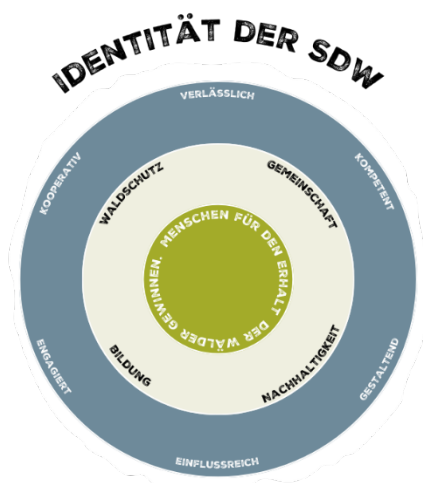 IDENTITÄT DER SDW
VERLÄSSLICH
KOMPETENT
GESTALTEND
EINFLUSSREICH
ENGAGIERT
KOOPERATIV
WALDSCHUTZ
GEMEINSCHAFT
NACHHALTIGKEIT
BILDUNG
MENSCHEN FÜR DEN ERHALT DER WÄLDER GEWINNEN.